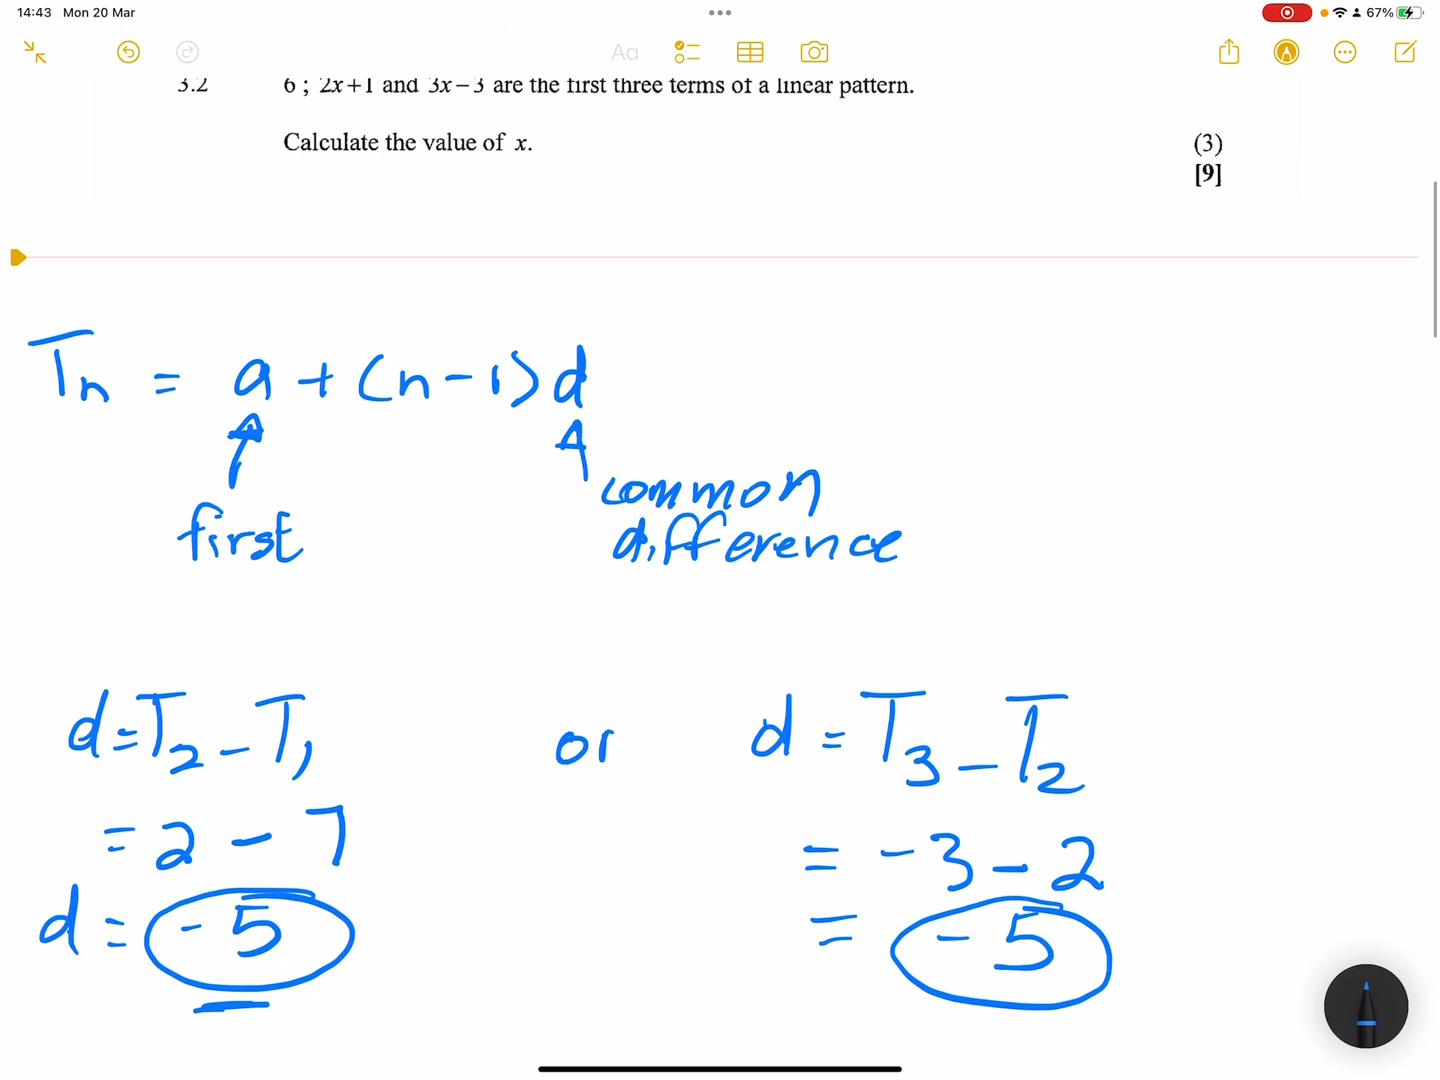 14:43 Mon 20 Mar
67%
Aa
3.2 6 ; 2x+1 and 3x−3 are the first three terms of a linear pattern.
Calculate the value of x. (3)
[9]
Tn = a + (n-1)d
first
common
difference
d=T2-T1 or d=T3-T2
=2-7
=-3-2
d=-5
=-5